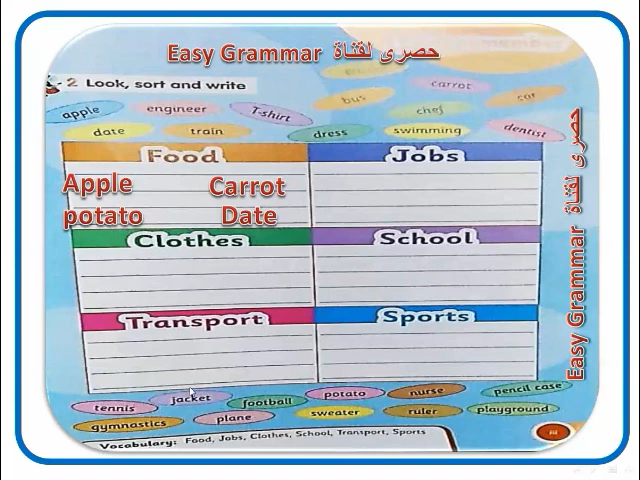 Easy Grammar حصرى لقناة
2 Look, sort and write
apple engineer T-shirt bus carrot chef car
date train dress swimming dentist
Food Jobs
Apple Carrot
potato Date
Clothes School
Transport Sports
tennis jacket football potato nurse pencil case
gymnastics plane sweater ruler playground
Vocabulary: Food, Jobs, Clothes, School, Transport, Sports
Easy Grammar حصرى لقناة